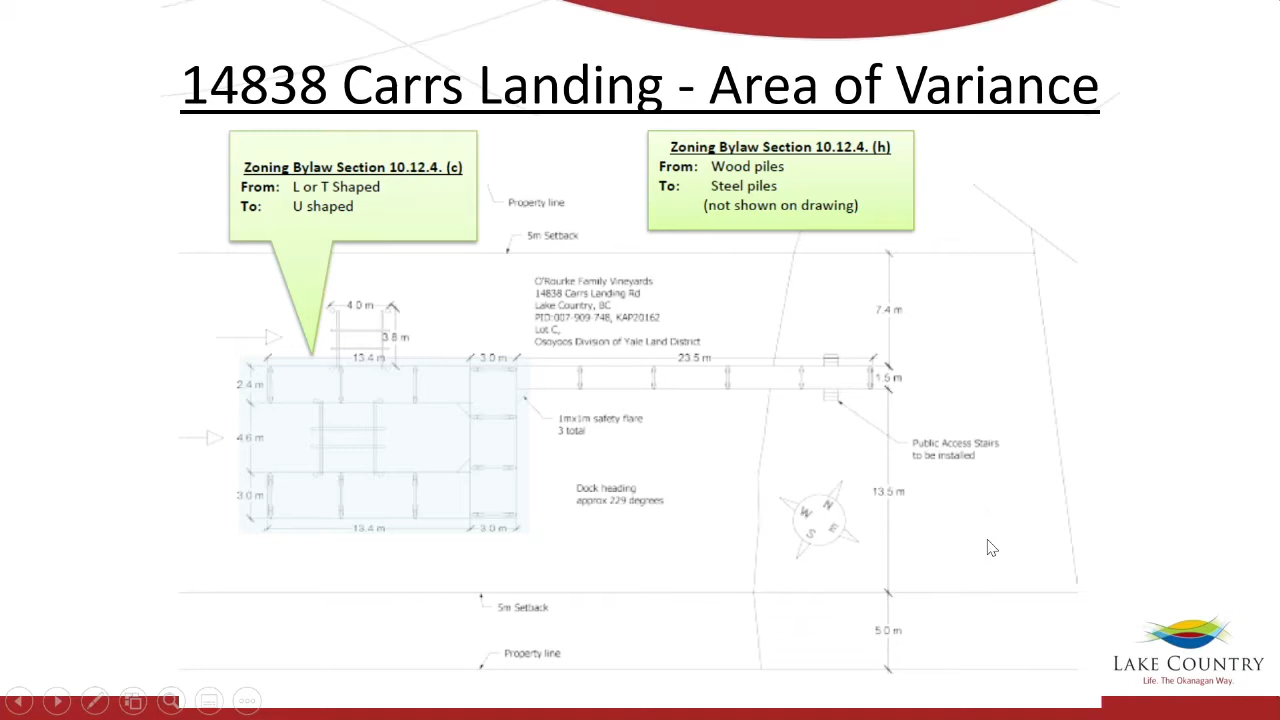 14838 Carrs Landing - Area of Variance
Zoning Bylaw Section 10.12.4. (c)
From: L or T Shaped
To: U shaped
Zoning Bylaw Section 10.12.4. (h)
From: Wood piles
To: Steel piles
(not shown on drawing)
Property line
5m Setback
O'Rourke Family Vineyards
14838 Carrs Landing Rd
Lake Country, BC
PID:007-909-748, KAP20162
Lot C,
Osoyoos Division of Yale Land District
4.0 m
3.8 m
7.4 m
13.4 m
3.0 m
23.5 m
2.4 m
1.5 m
1mx1m safety flare
3 total
4.6 m
Public Access Stairs
to be installed
Dock heading
approx 229 degrees
3.0 m
13.5 m
N
W
E
S
13.4 m
3.0 m
5m Setback
5.0 m
Property line
LAKE COUNTRY
Life. The Okanagan Way.